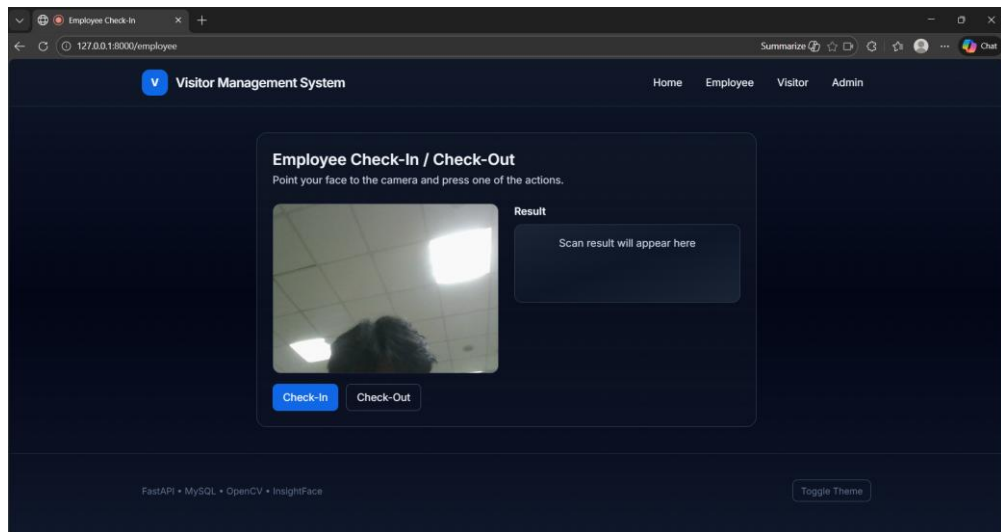 Employee Check-In
127.0.0.1:8000/employee
Summarize
Chat
V
Visitor Management System
Home Employee Visitor Admin
Employee Check-In / Check-Out
Point your face to the camera and press one of the actions.
Result
Scan result will appear here
Check-In Check-Out
FastAPI • MySQL • OpenCV • InsightFace
Toggle Theme